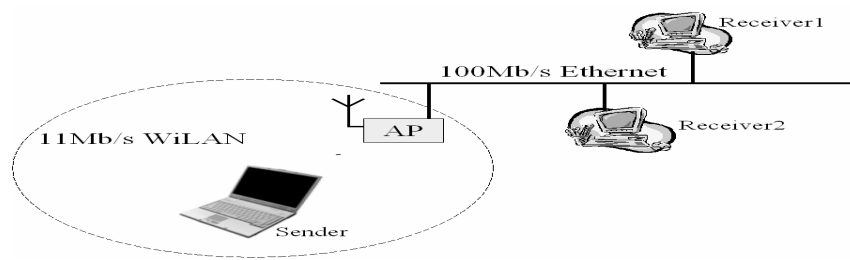 Receiver1
100Mb/s Ethernet
AP
Receiver2
11Mb/s WiLAN
Sender